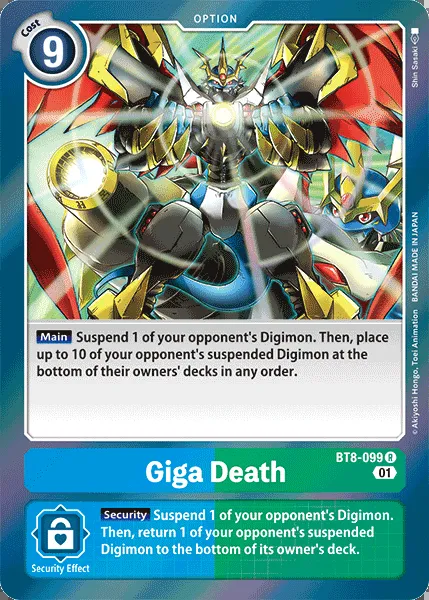 OPTION
Cost
9
Shin Sasaki
Main Suspend 1 of your opponent's Digimon. Then, place
up to 10 of your opponent's suspended Digimon at the
bottom of their owners' decks in any order.
© Akiyoshi Hongo, Toei Animation BANDAI MADE IN JAPAN
BT8-099 R
Giga Death
01
Security Suspend 1 of your opponent's Digimon.
Then, return 1 of your opponent's suspended
Digimon to the bottom of its owner's deck.
Security Effect